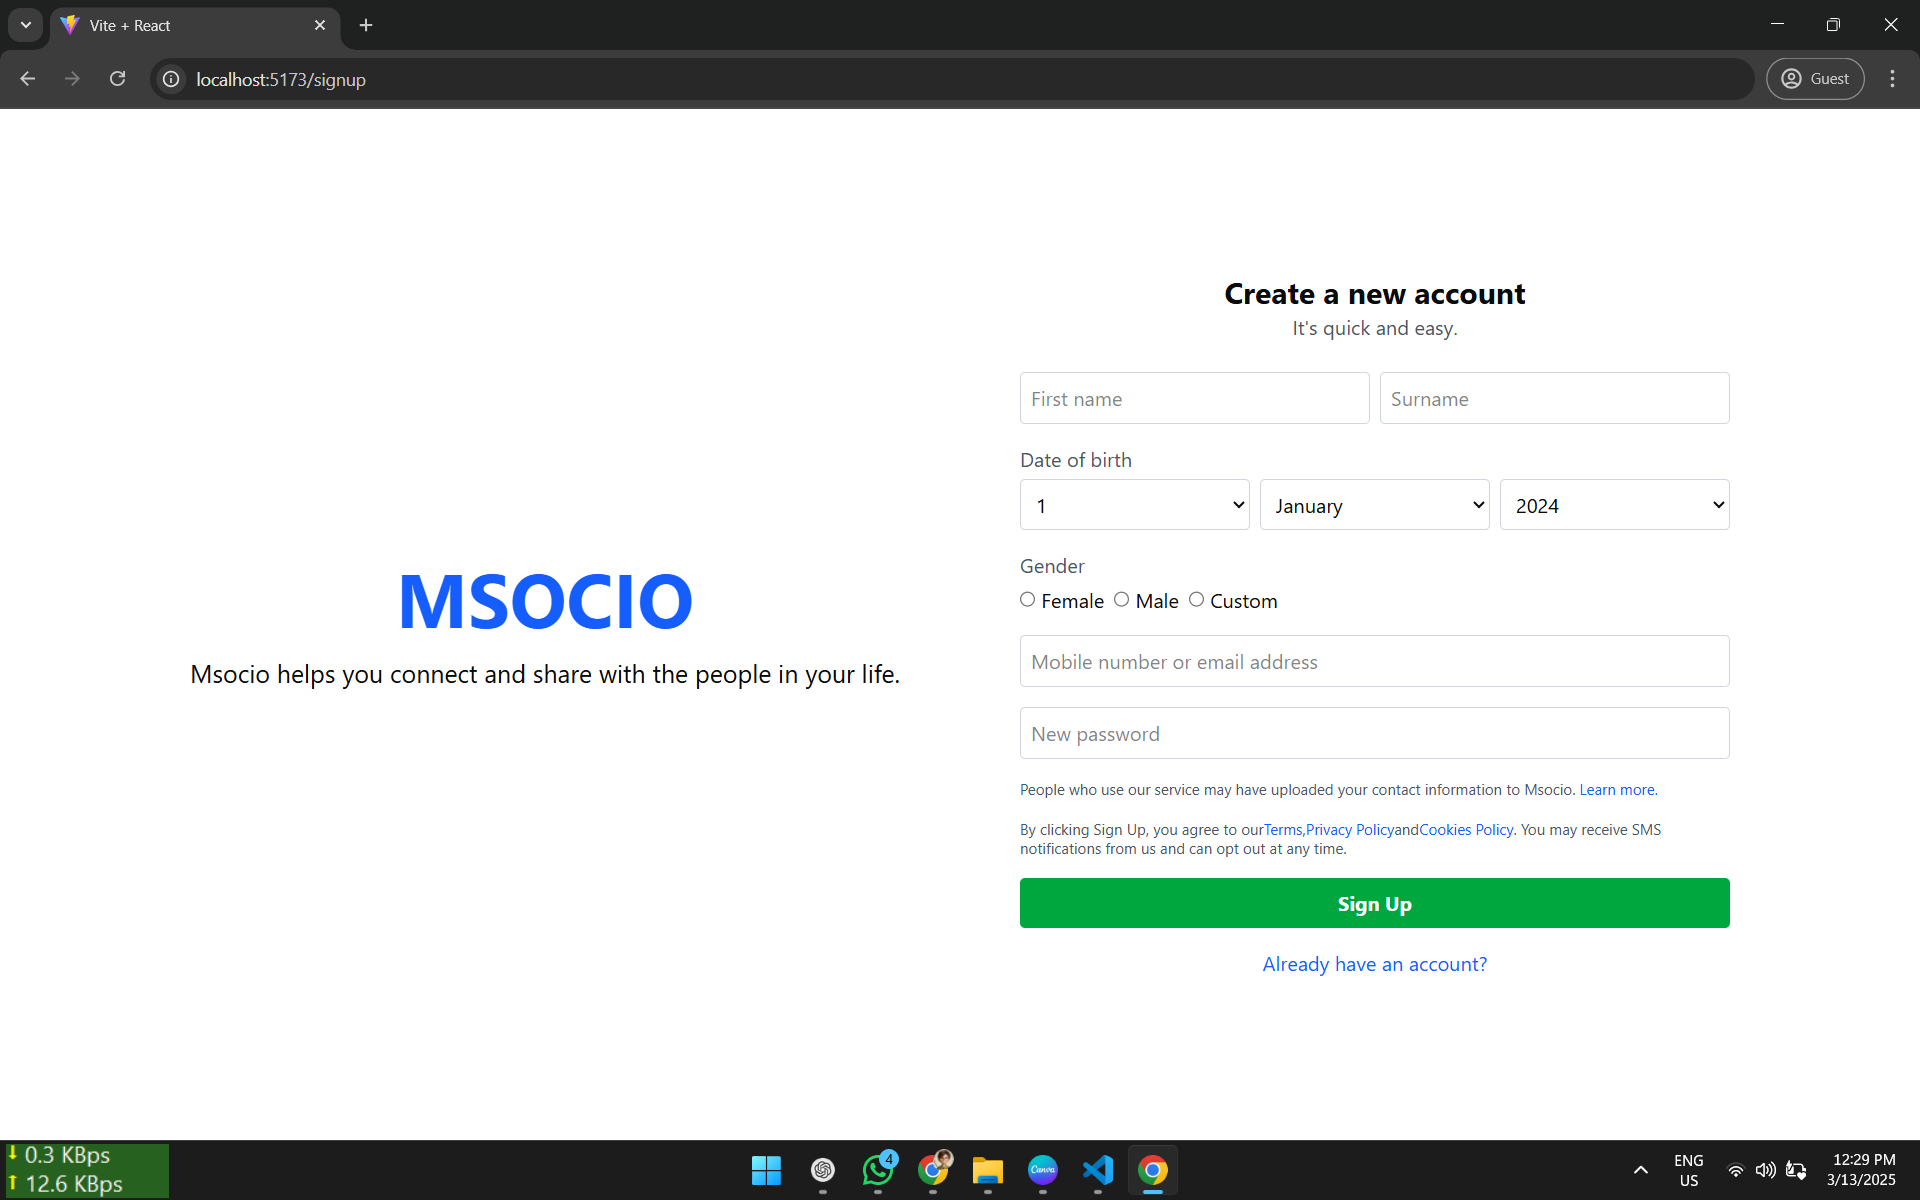 Vite + React
localhost:5173/signup
Guest
Create a new account
It's quick and easy.
First name
Surname
Date of birth
1
January
2024
Gender
Female
Male
Custom
MSOCIO
Msocio helps you connect and share with the people in your life.
Mobile number or email address
New password
People who use our service may have uploaded your contact information to Msocio. Learn more.
By clicking Sign Up, you agree to ourTerms,Privacy PolicyandCookies Policy. You may receive SMS
notifications from us and can opt out at any time.
Sign Up
Already have an account?
0.3 KBps
12.6 KBps
4
Canva
ENG
US
12:29 PM
3/13/2025